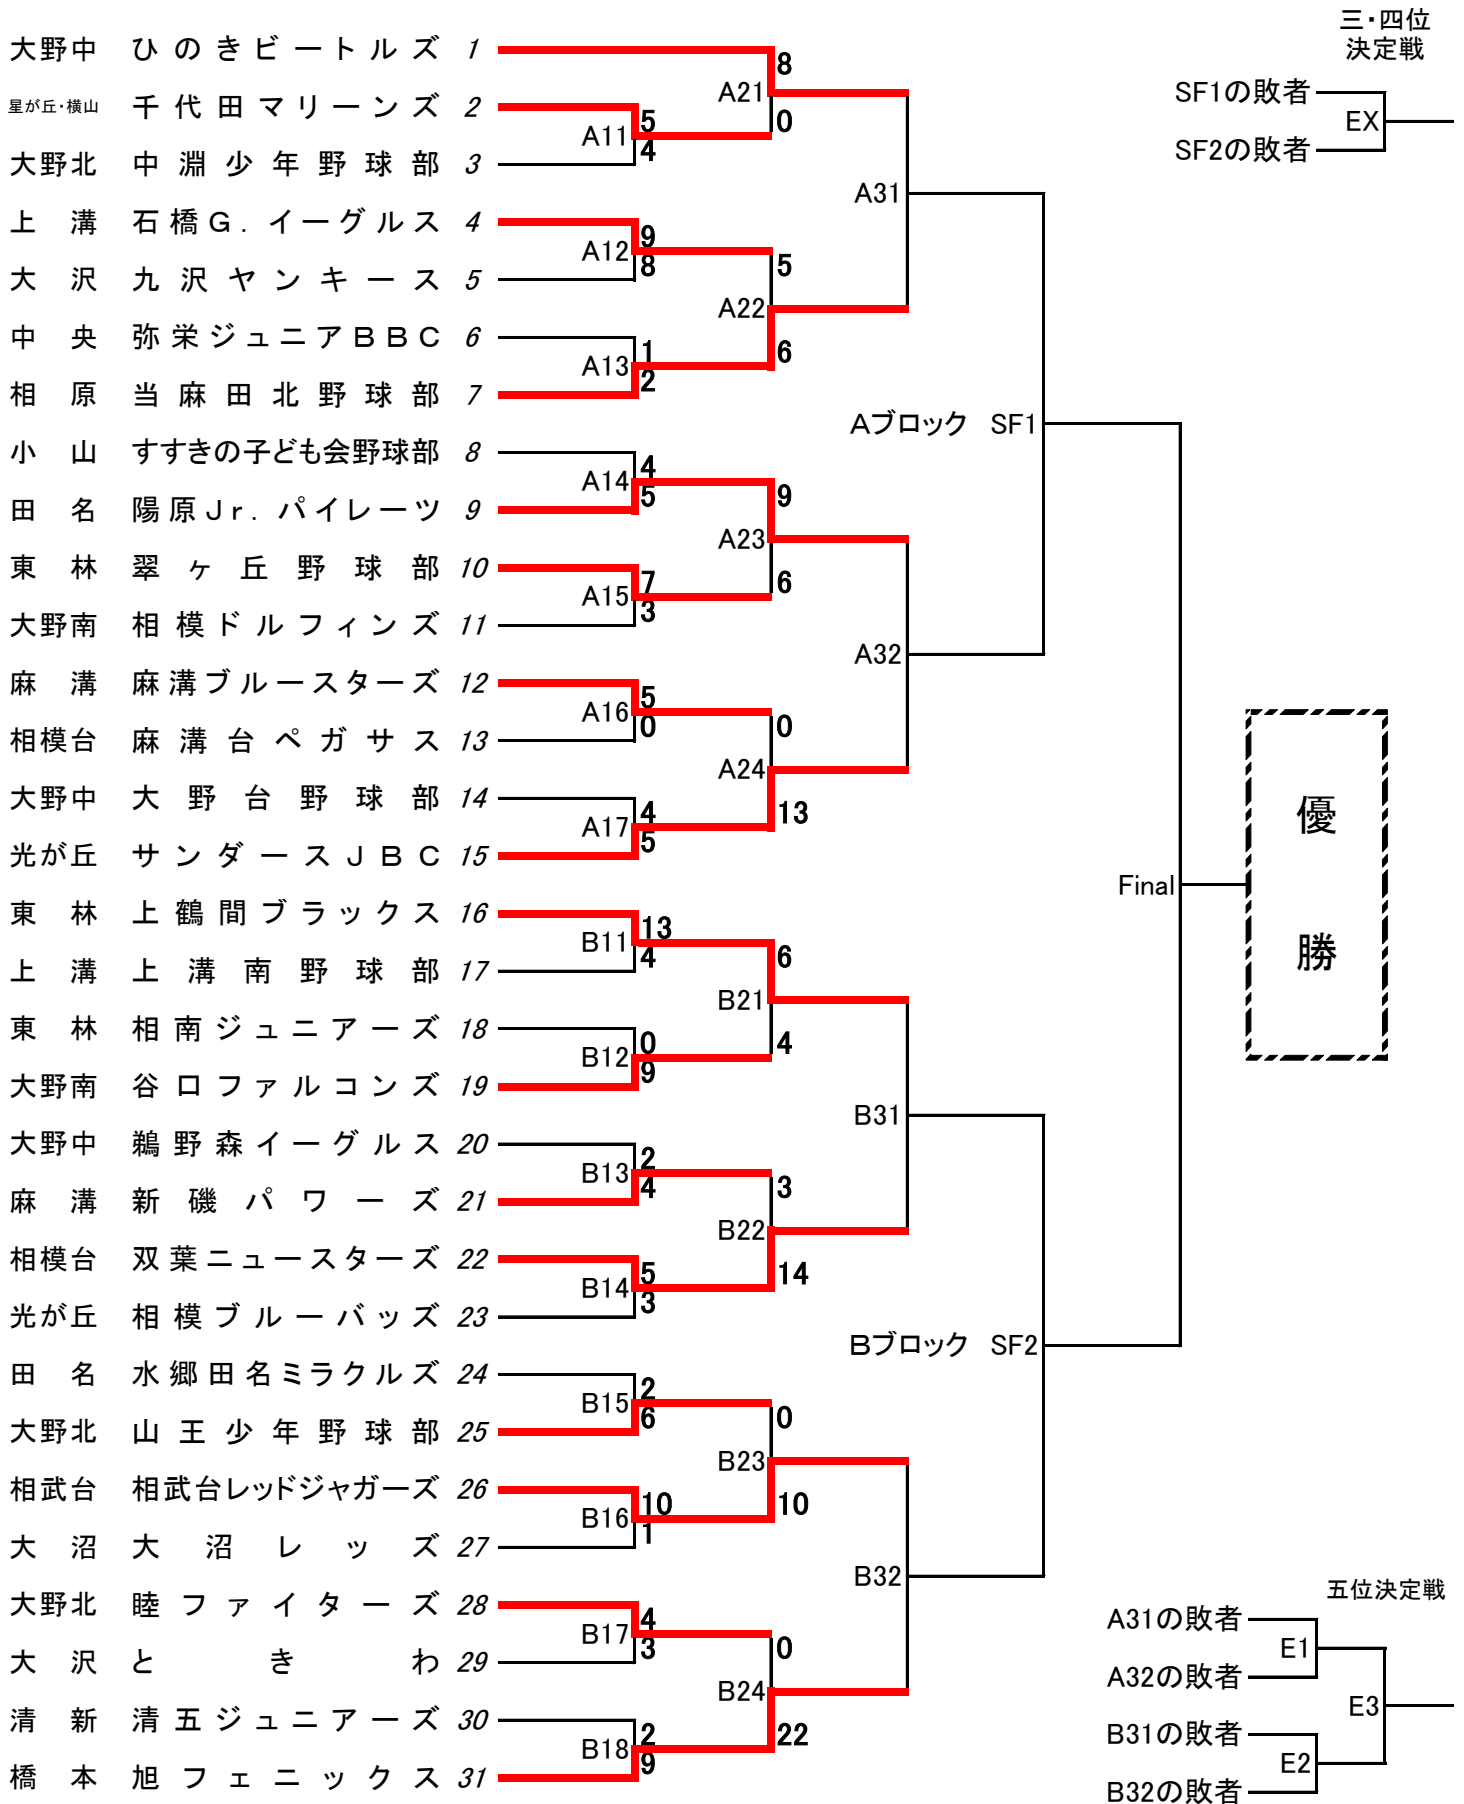 三・四位
決定戦
大野中 ひのきビートルズ 1
8
SF1の敗者
A21
EX
星が丘・横山 千代田マリーンズ 2
5
0
A11
4
SF2の敗者
大野北 中淵少年野球部 3
A31
上溝 石橋G.イーグルス 4
9
A12
8
5
大沢 九沢ヤンキース 5
A22
中央 弥栄ジュニアBBC 6
1
6
A13
2
相原 当麻田北野球部 7
Aブロック SF1
小山 すすきの子ども会野球部 8
4
A14
5
9
田名 陽原Jr.パイレーツ 9
A23
東林 翠ヶ丘野球部 10
7
6
A15
3
大野南 相模ドルフィンズ 11
A32
麻溝 麻溝ブルースターズ 12
5
A16
0
0
相模台 麻溝台ペガサス 13
A24
大野中 大野台野球部 14
4
13
A17
5
光が丘 サンダースJBC 15
優
勝
Final
東林 上鶴間ブラックス 16
13
B11
4
6
上溝 上溝南野球部 17
B21
東林 相南ジュニアーズ 18
0
4
B12
9
大野南 谷口ファルコンズ 19
B31
大野中 鵜野森イーグルス 20
2
B13
4
3
麻溝 新磯パワーズ 21
B22
相模台 双葉ニュースターズ 22
5
14
B14
3
光が丘 相模ブルーバッズ 23
Bブロック SF2
田名 水郷田名ミラクルズ 24
2
B15
6
0
大野北 山王少年野球部 25
B23
相武台 相武台レッドジャガーズ 26
10
10
B16
1
大沼 大沼レッズ 27
B32
五位決定戦
大野北 睦ファイターズ 28
4
A31の敗者
B17
3
0
E1
大沢 ときわ 29
A32の敗者
B24
E3
清新 清五ジュニアーズ 30
2
22
B31の敗者
B18
9
E2
橋本 旭フェニックス 31
B32の敗者